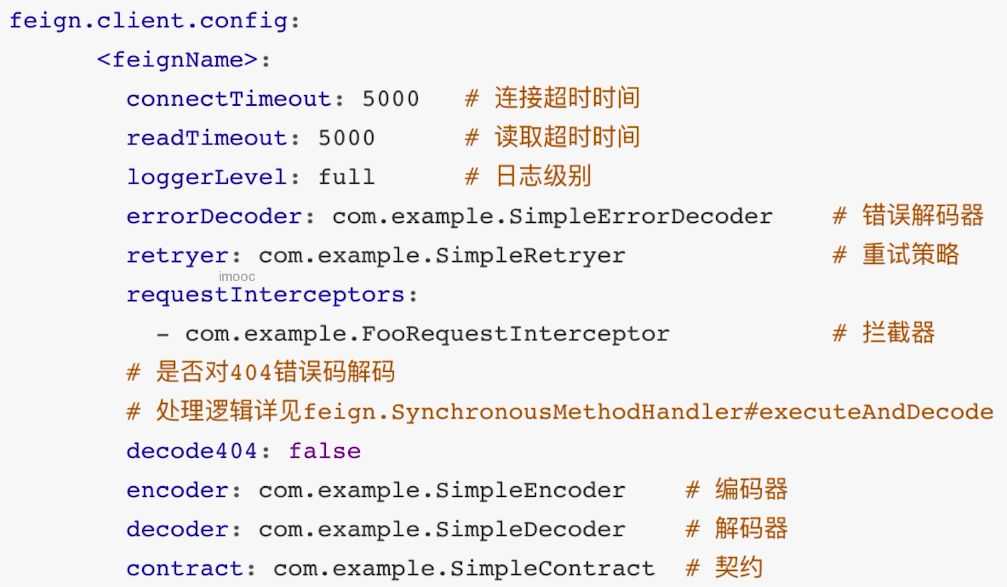 feign.client.config:
<feignName>:
connectTimeout: 5000 # 连接超时时间
readTimeout: 5000 # 读取超时时间
loggerLevel: full # 日志级别
errorDecoder: com.example.SimpleErrorDecoder # 错误解码器
retryer: com.example.SimpleRetryer # 重试策略
imooc
requestInterceptors:
- com.example.FooRequestInterceptor # 拦截器
# 是否对404错误码解码
# 处理逻辑详见feign.SynchronousMethodHandler#executeAndDecode
decode404: false
encoder: com.example.SimpleEncoder # 编码器
decoder: com.example.SimpleDecoder # 解码器
contract: com.example.SimpleContract # 契约